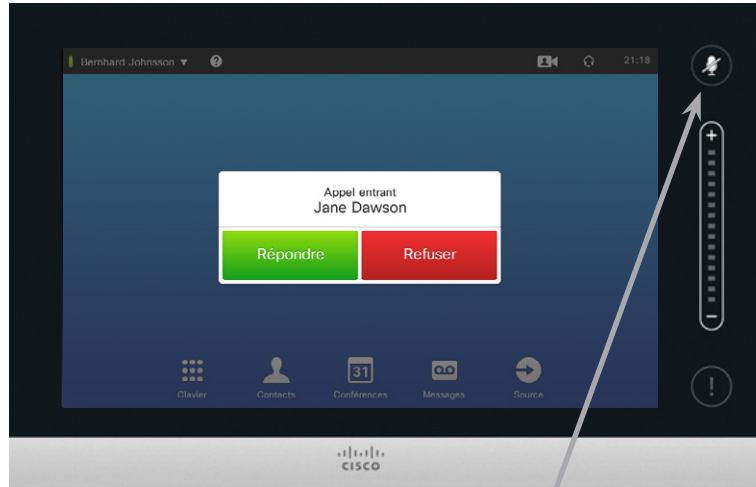 Bernhard Johnsson ▼ ?
21:18
Appel entrant
Jane Dawson
Répondre
Refuser
+
−
31
Clavier
Contacts
Conférences
Messages
Source
!
CISCO